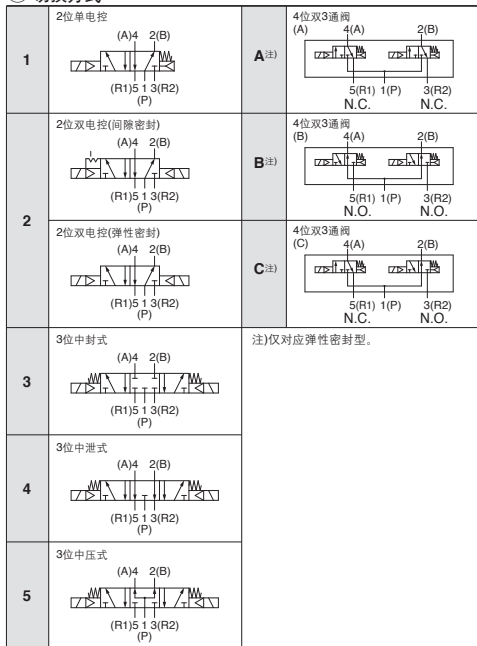 1
2位单电控
(A)4 2(B)
(R1)5 1 3(R2)
(P)
2
2位双电控(间隙密封)
(A)4 2(B)
(R1)5 1 3(R2)
(P)
2位双电控(弹性密封)
(A)4 2(B)
(R1)5 1 3(R2)
(P)
3
3位中封式
(A)4 2(B)
(R1)5 1 3(R2)
(P)
4
3位中泄式
(A)4 2(B)
(R1)5 1 3(R2)
(P)
5
3位中压式
(A)4 2(B)
(R1)5 1 3(R2)
(P)
A注)
4位双3通阀
(A) 4(A) 2(B)
5(R1) 1(P) 3(R2)
N.C. N.C.
B注)
4位双3通阀
(B) 4(A) 2(B)
5(R1) 1(P) 3(R2)
N.O. N.O.
C注)
4位双3通阀
(C) 4(A) 2(B)
5(R1) 1(P) 3(R2)
N.C. N.O.
注)仅对应弹性密封型。